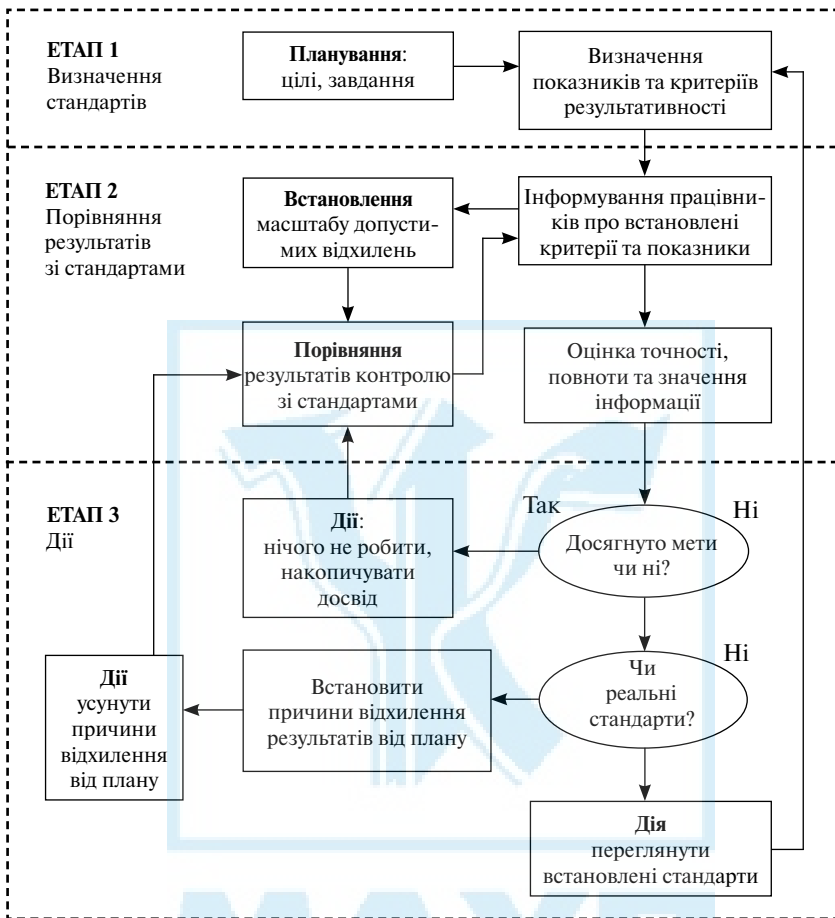 ЕТАП 1
Визначення
стандартів
Планування:
цілі, завдання
Визначення
показників та критеріїв
результативності
ЕТАП 2
Порівняння
результатів
зі стандартами
Встановлення
масштабу допусти-
мих відхилень
Інформування працівни-
ків про встановлені
критерії та показники
Порівняння
результатів контролю
зі стандартами
Оцінка точності,
повноти та значення
інформації
ЕТАП 3
Дії
Дії:
нічого не робити,
накопичувати
досвід
Так
Ні
Досягнуто мети
чи ні?
Дії
усунути
причини
відхилення
від плану
Встановити
причини відхилення
результатів від плану
Ні
Чи
реальні
стандарти?
Дія
переглянути
встановлені стандарти